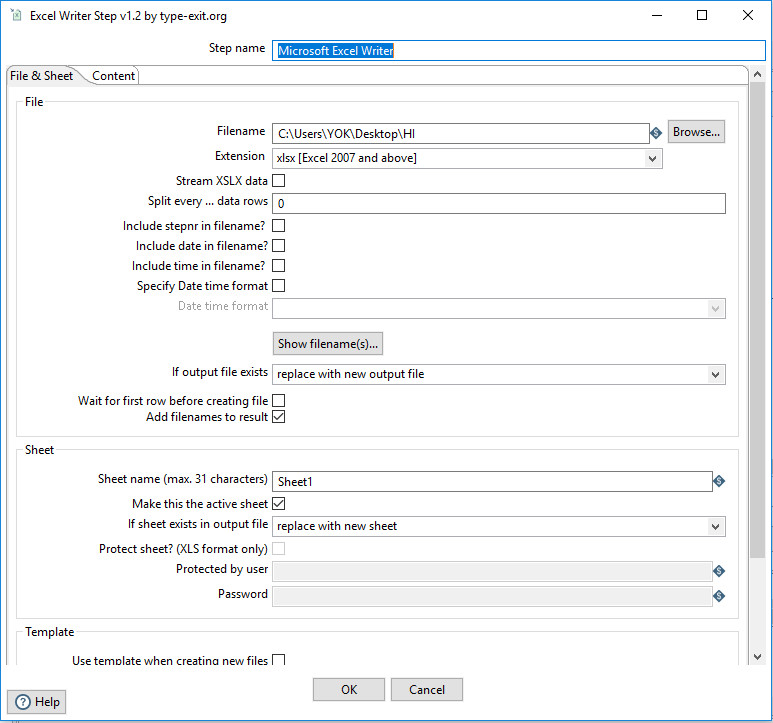 Excel Writer Step v1.2 by type-exit.org
Step name Microsoft Excel Writer
File & Sheet Content
File
Filename C:\Users\YOK\Desktop\HI S Browse...
Extension xlsx [Excel 2007 and above]
Stream XSLX data
Split every ... data rows 0
Include stepnr in filename?
Include date in filename?
Include time in filename?
Specify Date time format
Date time format
Show filename(s)...
If output file exists replace with new output file
Wait for first row before creating file
Add filenames to result
Sheet
Sheet name (max. 31 characters) Sheet1 S
Make this the active sheet
If sheet exists in output file replace with new sheet
Protect sheet? (XLS format only)
Protected by user S
Password S
Template
Use template when creating new files
OK Cancel
? Help